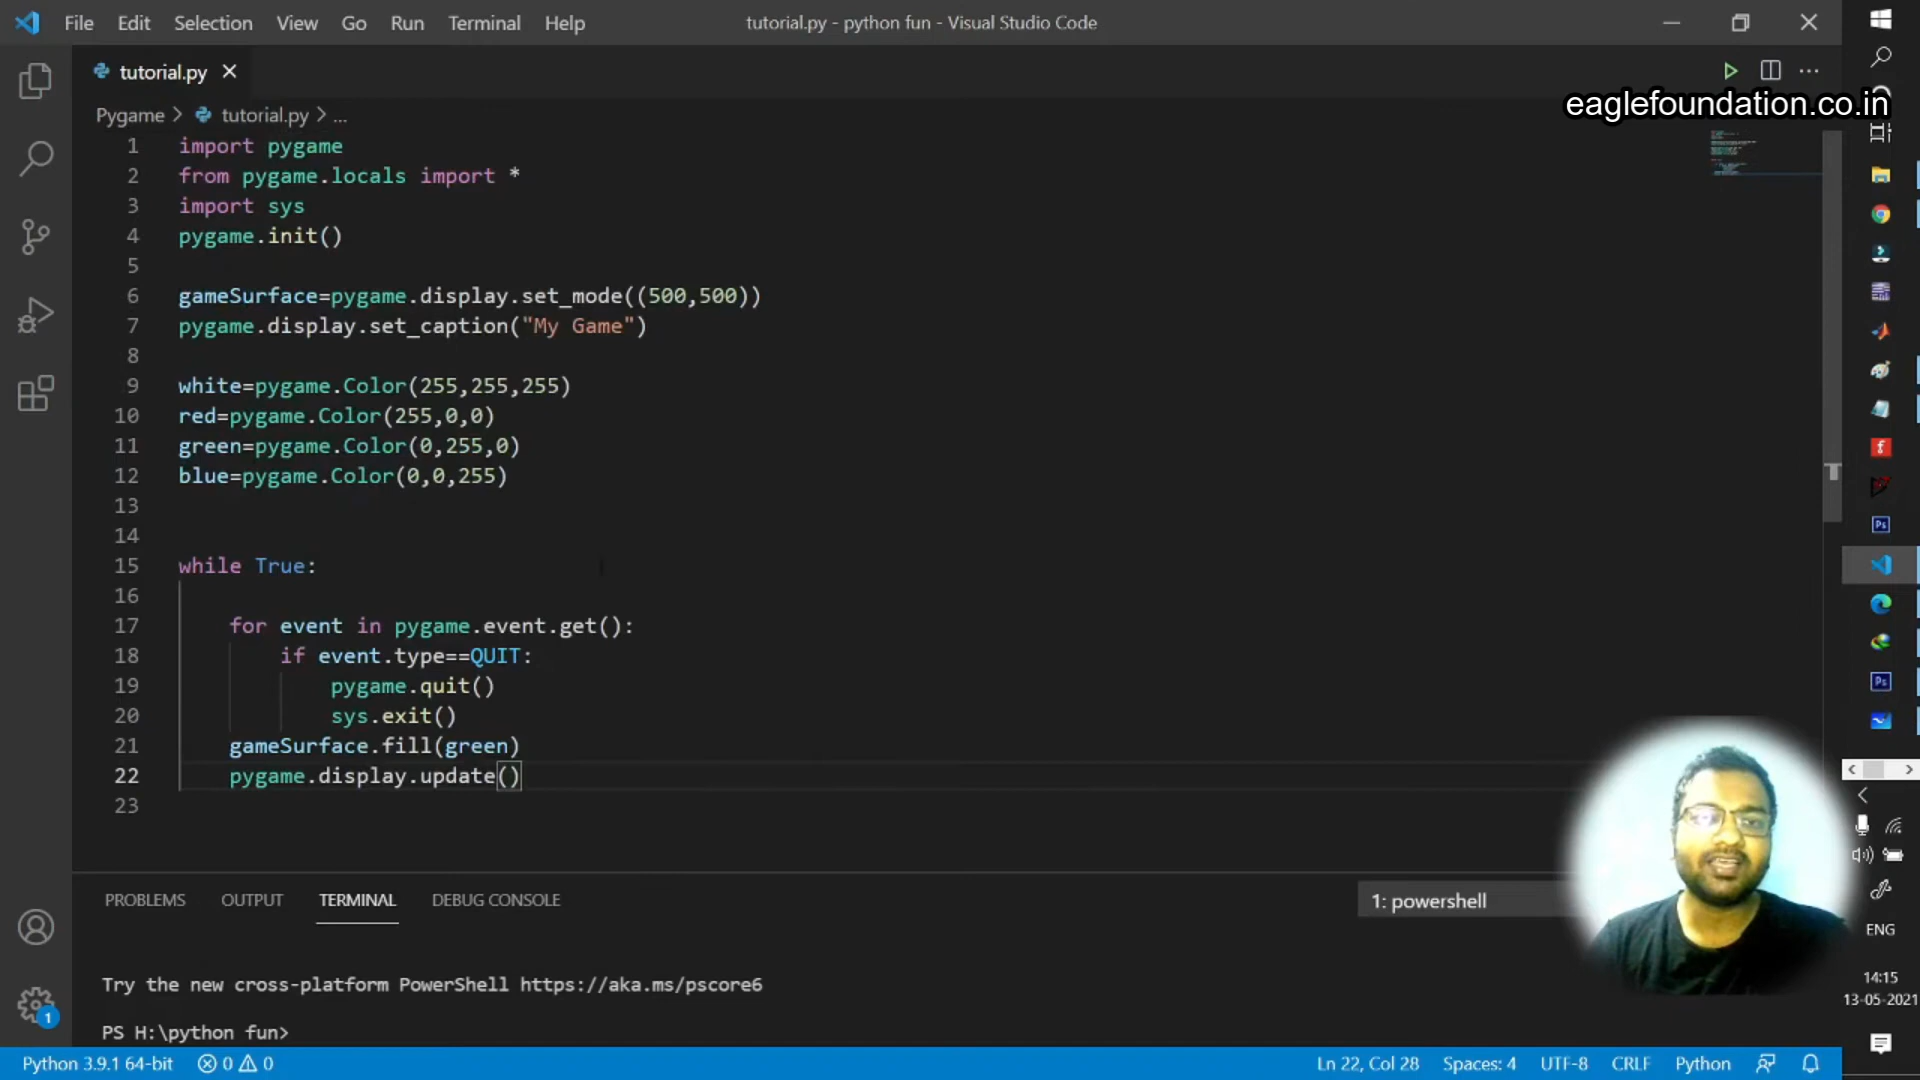 File Edit Selection View Go Run Terminal Help
tutorial.py - python fun - Visual Studio Code
tutorial.py
eaglefoundation.co.in
Pygame > tutorial.py > ...
1 import pygame
2 from pygame.locals import *
3 import sys
4 pygame.init()
5
6 gameSurface=pygame.display.set_mode((500,500))
7 pygame.display.set_caption("My Game")
8
9 white=pygame.Color(255,255,255)
10 red=pygame.Color(255,0,0)
11 green=pygame.Color(0,255,0)
12 blue=pygame.Color(0,0,255)
13
14
15 while True:
16
17 for event in pygame.event.get():
18 if event.type==QUIT:
19 pygame.quit()
20 sys.exit()
21 gameSurface.fill(green)
22 pygame.display.update()
23
PROBLEMS OUTPUT TERMINAL DEBUG CONSOLE
1: powershell
Try the new cross-platform PowerShell https://aka.ms/pscore6
PS H:\python fun>
Ps
Ps
ENG
14:15
13-05-2021
1
Python 3.9.1 64-bit 0 0
Ln 22, Col 28 Spaces: 4 UTF-8 CRLF Python